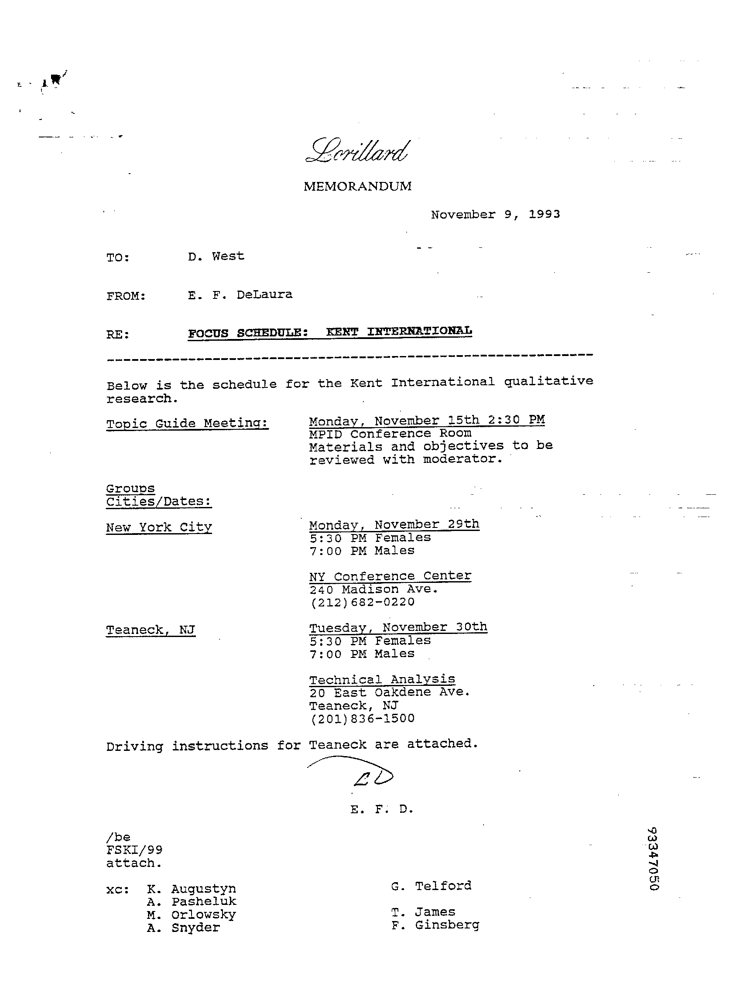 Lorillard
MEMORANDUM
November 9, 1993
TO: D. West
FROM: E. F. DeLaura
RE: FOCUS SCHEDULE: KENT INTERNATIONAL
------------------------------------------------------------
Below is the schedule for the Kent International qualitative
research.
Topic Guide Meeting: Monday, November 15th 2:30 PM
MPID Conference Room
Materials and objectives to be
reviewed with moderator.
Groups
Cities/Dates:
New York City Monday, November 29th
5:30 PM Females
7:00 PM Males
NY Conference Center
240 Madison Ave.
(212)682-0220
Teaneck, NJ Tuesday, November 30th
5:30 PM Females
7:00 PM Males
Technical Analysis
20 East Oakdene Ave.
Teaneck, NJ
(201)836-1500
Driving instructions for Teaneck are attached.
E. F. D.
/be
FSKI/99
attach.
xc: K. Augustyn G. Telford
A. Pasheluk
M. Orlowsky T. James
A. Snyder F. Ginsberg
93347050